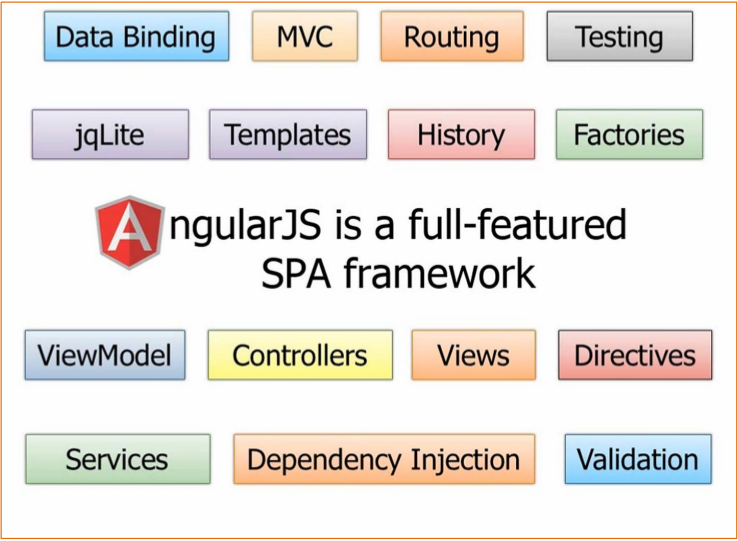 Data Binding MVC Routing Testing
jqLite Templates History Factories
AngularJS is a full-featured
SPA framework
ViewModel Controllers Views Directives
Services Dependency Injection Validation